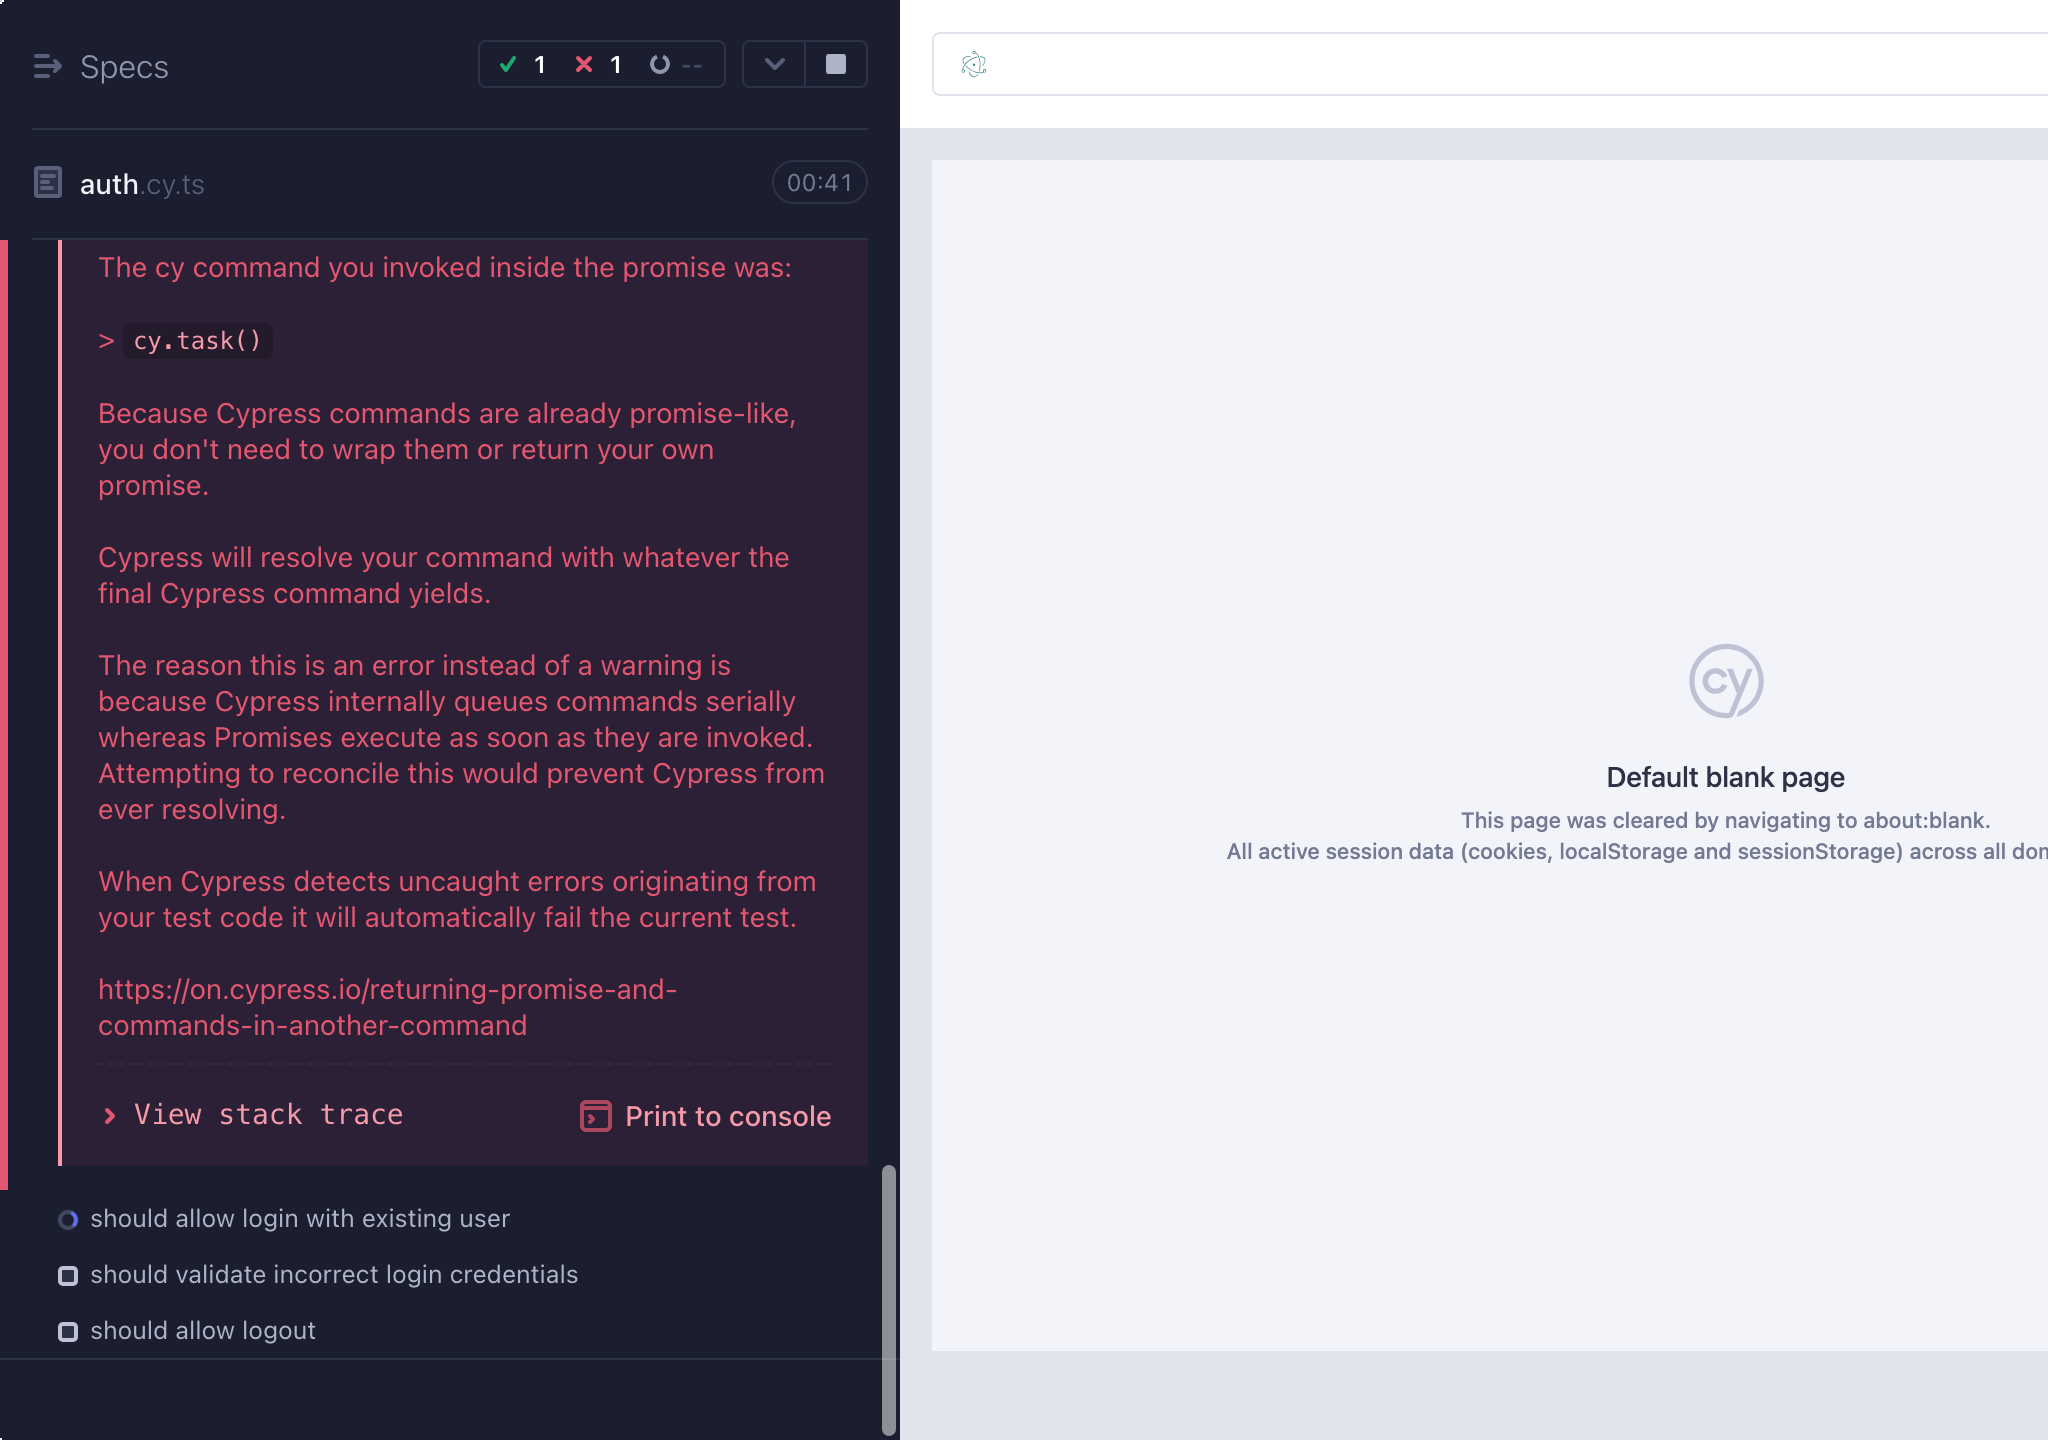 Specs
1 1 --
auth.cy.ts
00:41
The cy command you invoked inside the promise was:
> cy.task()
Because Cypress commands are already promise-like,
you don't need to wrap them or return your own
promise.
Cypress will resolve your command with whatever the
final Cypress command yields.
The reason this is an error instead of a warning is
because Cypress internally queues commands serially
whereas Promises execute as soon as they are invoked.
Attempting to reconcile this would prevent Cypress from
ever resolving.
When Cypress detects uncaught errors originating from
your test code it will automatically fail the current test.
https://on.cypress.io/returning-promise-and-
commands-in-another-command
View stack trace
Print to console
should allow login with existing user
should validate incorrect login credentials
should allow logout
cy
Default blank page
This page was cleared by navigating to about:blank.
All active session data (cookies, localStorage and sessionStorage) across all